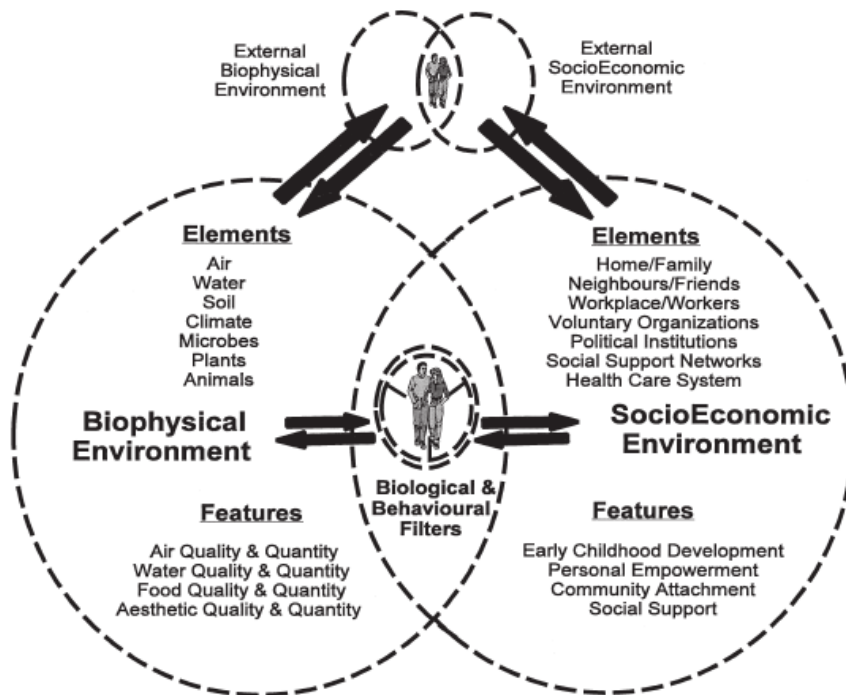 External
Biophysical
Environment
External
SocioEconomic
Environment
Elements
Air
Water
Soil
Climate
Microbes
Plants
Animals
Biophysical
Environment
Features
Air Quality & Quantity
Water Quality & Quantity
Food Quality & Quantity
Aesthetic Quality & Quantity
Biological &
Behavioural
Filters
Elements
Home/Family
Neighbours/Friends
Workplace/Workers
Voluntary Organizations
Political Institutions
Social Support Networks
Health Care System
SocioEconomic
Environment
Features
Early Childhood Development
Personal Empowerment
Community Attachment
Social Support